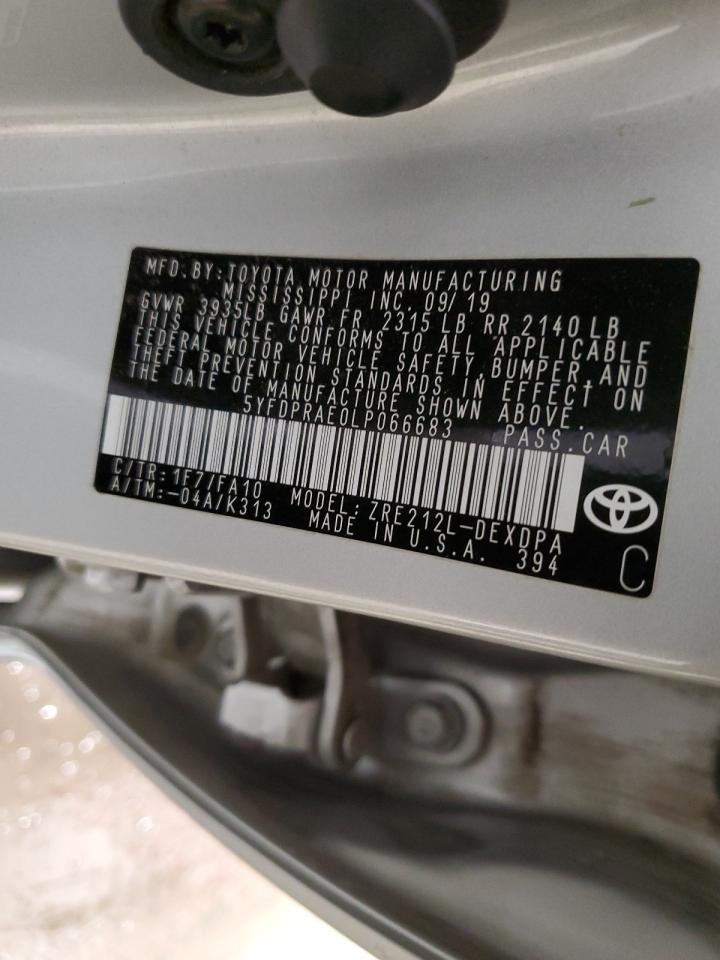 MFD. BY: TOYOTA MOTOR MANUFACTURING
MISSISSIPPI INC. 09/19
GVWR 3935LB GAWR FR 2315 LB RR 2140 LB
THIS VEHICLE CONFORMS TO ALL APPLICABLE
FEDERAL MOTOR VEHICLE SAFETY, BUMPER, AND
THEFT PREVENTION STANDARDS IN EFFECT ON
THE DATE OF MANUFACTURE SHOWN ABOVE.
5YFDPRAE0LP066683 PASS. CAR
C/TR: 1F7/FA10 MODEL: ZRE212L-DEXDPA
A/TM: -04A/K313 MADE IN U.S.A. 394
C